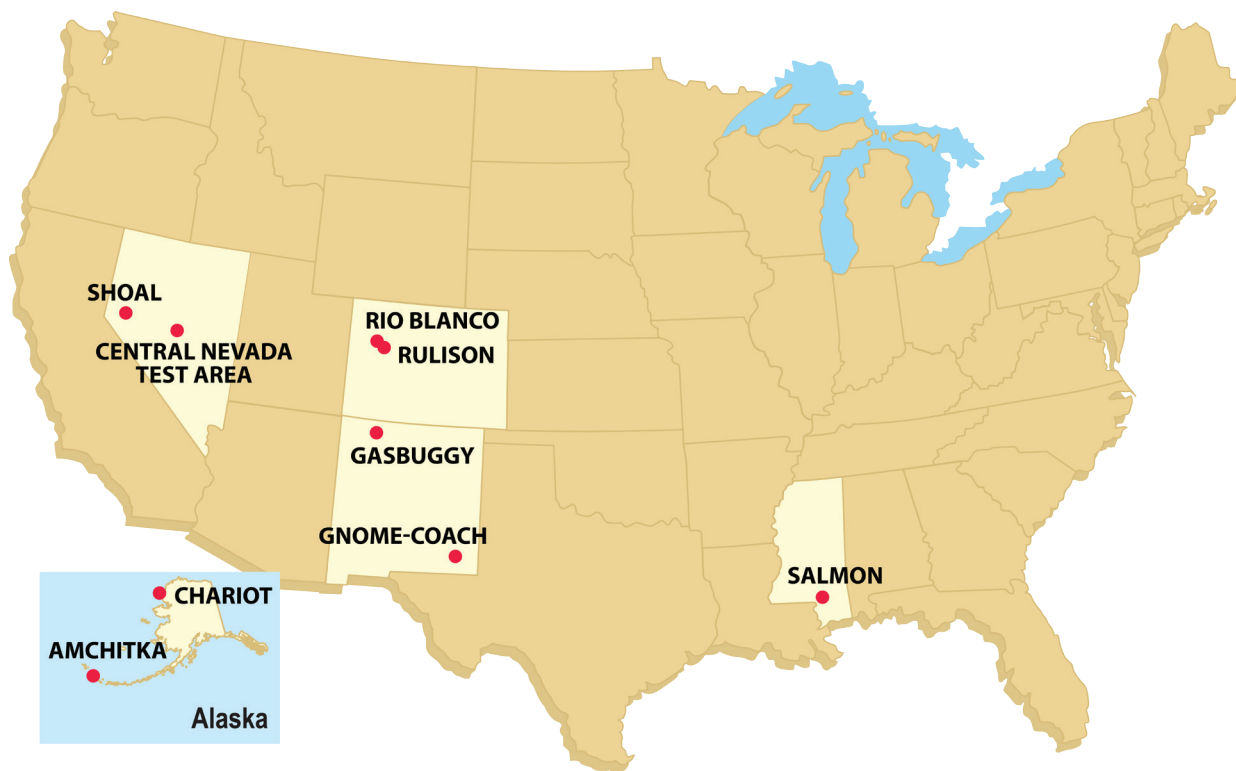 SHOAL
CENTRAL NEVADA
TEST AREA
RIO BLANCO
RULISON
GASBUGGY
GNOME-COACH
SALMON
CHARIOT
AMCHITKA
Alaska